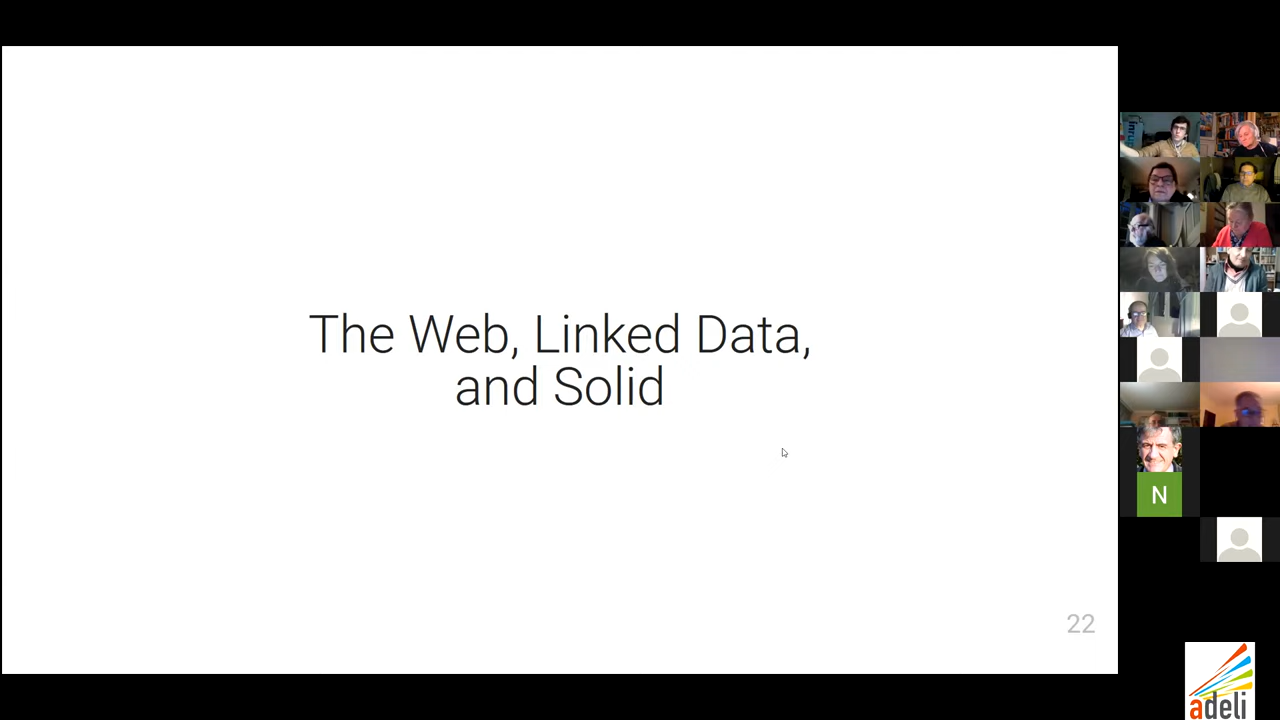 The Web, Linked Data,
and Solid
N
22
adeli